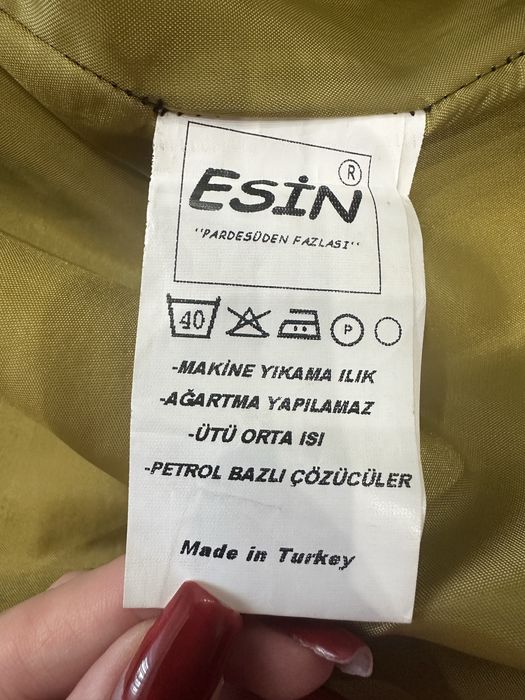 ESİN ®
"PARDESÜDEN FAZLASI"
40 P
-MAKİNE YIKAMA ILIK
-AĞARTMA YAPILAMAZ
-ÜTÜ ORTA ISI
-PETROL BAZLI ÇÖZÜCÜLER
Made in Turkey